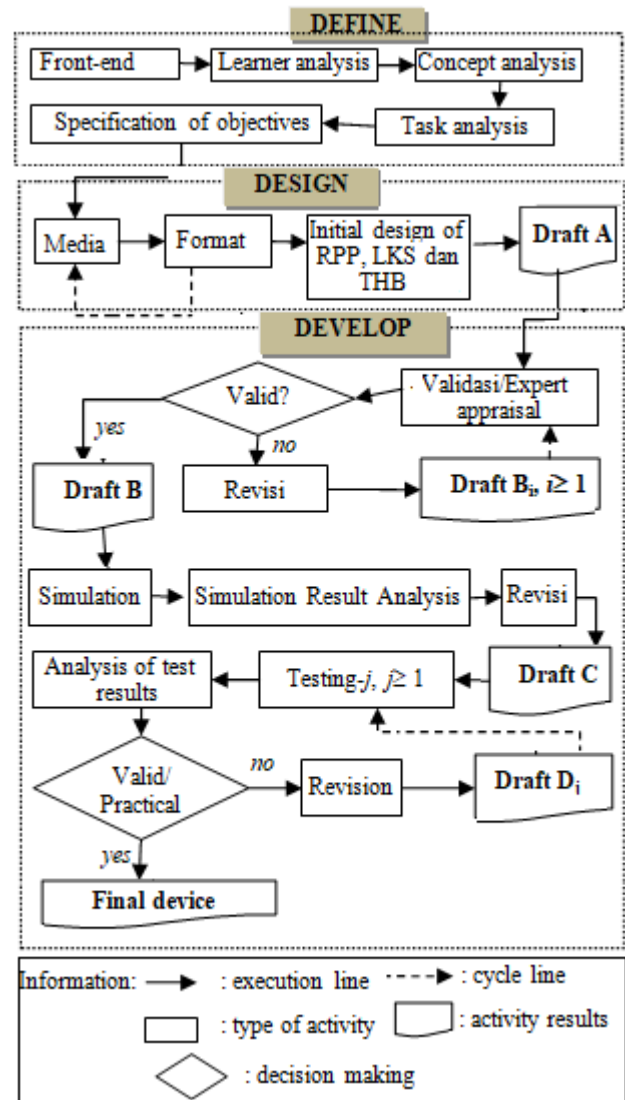 DEFINE
Front-end
Learner analysis
Concept analysis
Specification of objectives
Task analysis
DESIGN
Media
Format
Initial design of
RPP, LKS dan
THB
Draft A
DEVELOP
Valid?
Validasi/Expert
appraisal
yes
no
Draft B
Revisi
Draft Bi, i≥ 1
Simulation
Simulation Result Analysis
Revisi
Analysis of test
results
Testing-j, j≥ 1
Draft C
Valid/
Practical
no
Revision
Draft Di
yes
Final device
Information:
: execution line
: cycle line
: type of activity
: activity results
: decision making